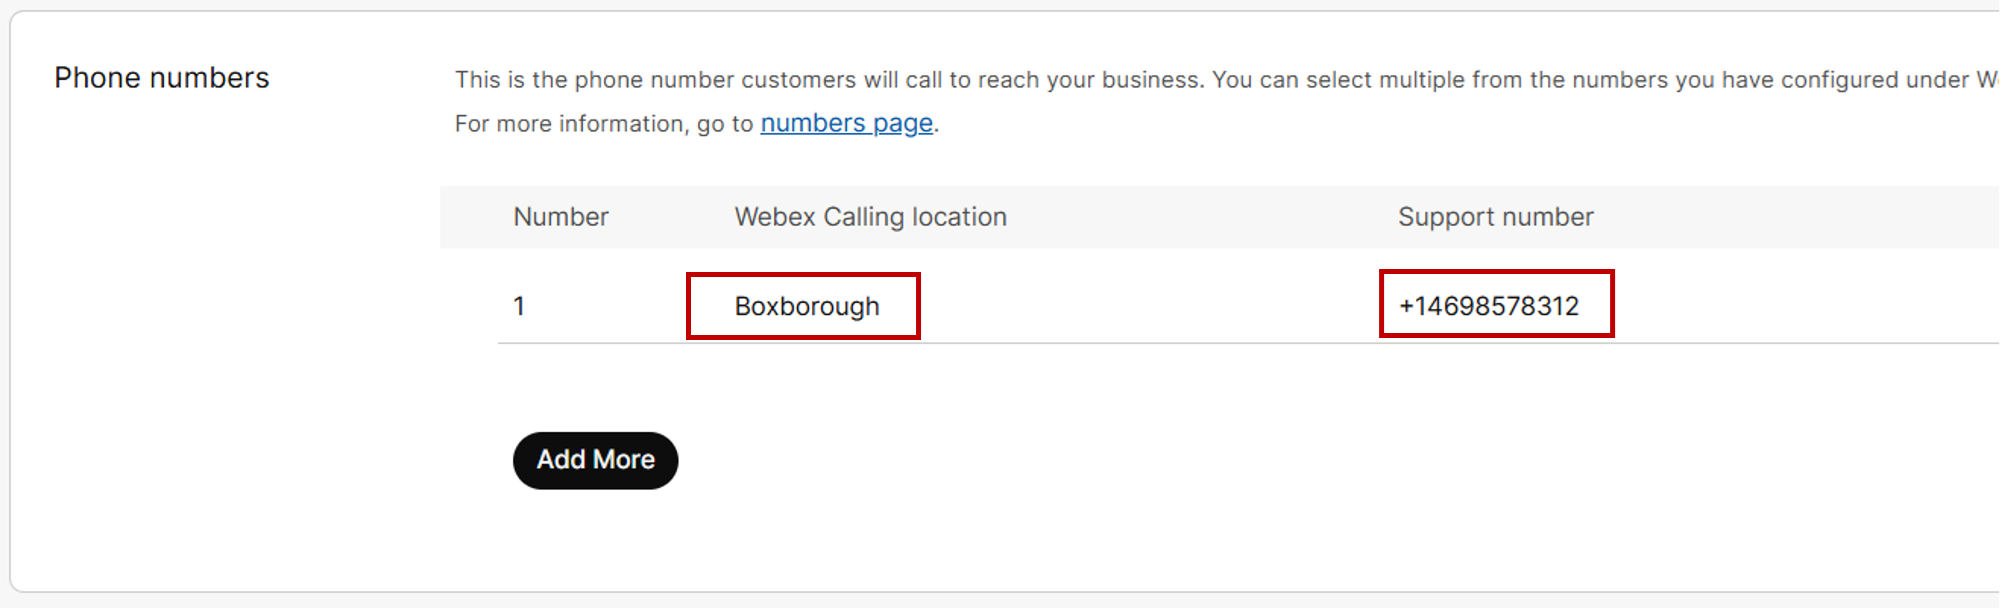 Phone numbers
This is the phone number customers will call to reach your business. You can select multiple from the numbers you have configured under
For more information, go to numbers page.
Number Webex Calling location Support number
1 Boxborough +14698578312
Add More